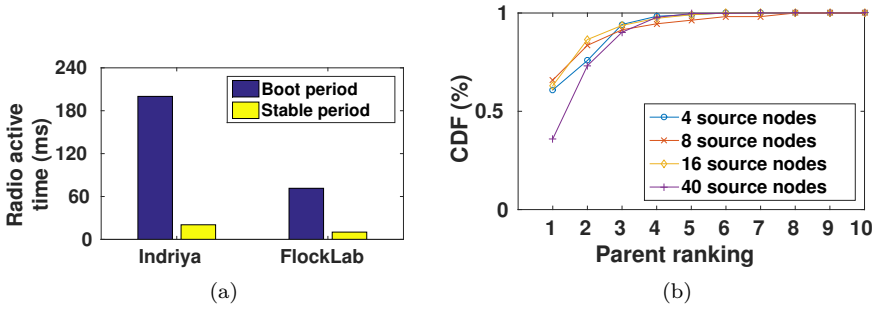 240
180
120
60
0
Radio active
time (ms)
Boot period
Stable period
Indriya
FlockLab
(a)
1
0.5
0
CDF (%)
4 source nodes
8 source nodes
16 source nodes
40 source nodes
1 2 3 4 5 6 7 8 9 10
Parent ranking
(b)